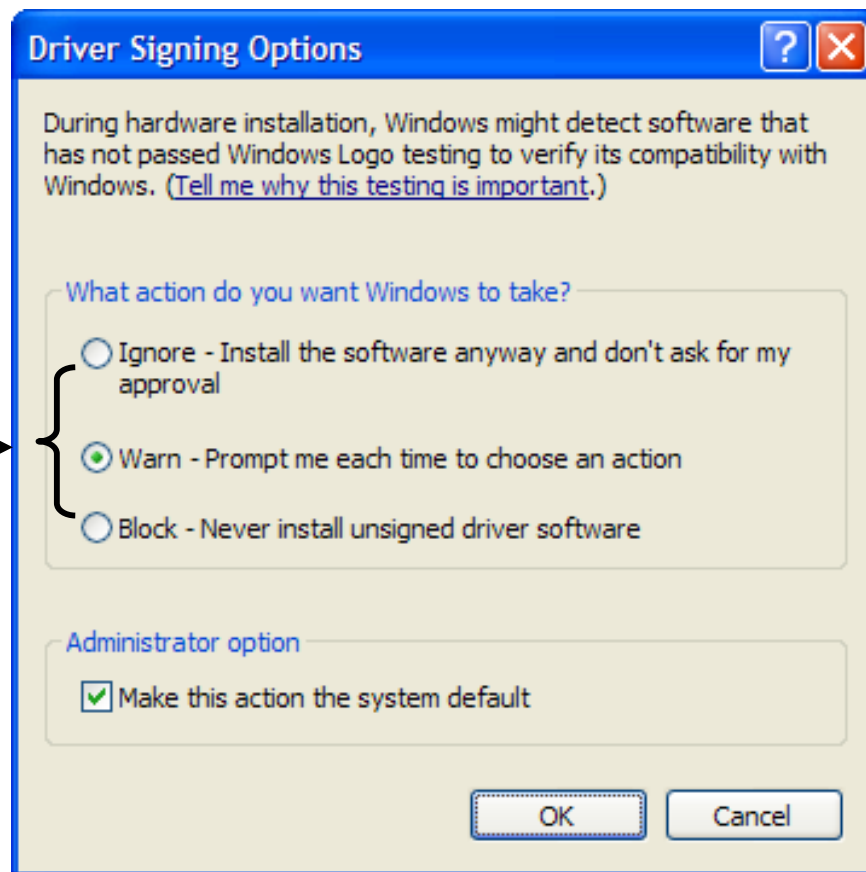 Driver Signing Options
During hardware installation, Windows might detect software that
has not passed Windows Logo testing to verify its compatibility with
Windows. (Tell me why this testing is important.)
What action do you want Windows to take?
Ignore - Install the software anyway and don't ask for my
approval
Warn - Prompt me each time to choose an action
Block - Never install unsigned driver software
Administrator option
Make this action the system default
OK Cancel